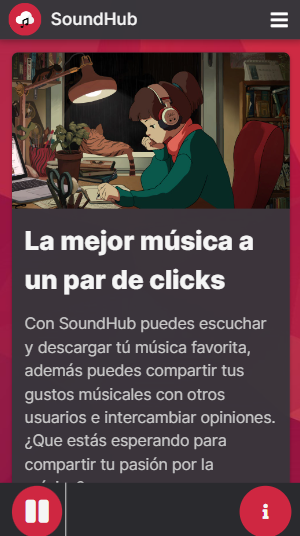 SoundHub
La mejor música a
un par de clicks
Con SoundHub puedes escuchar
y descargar tú música favorita,
además puedes compartir tus
gustos músicales con otros
usuarios e intercambiar opiniones.
¿Que estás esperando para
compartir tu pasión por la